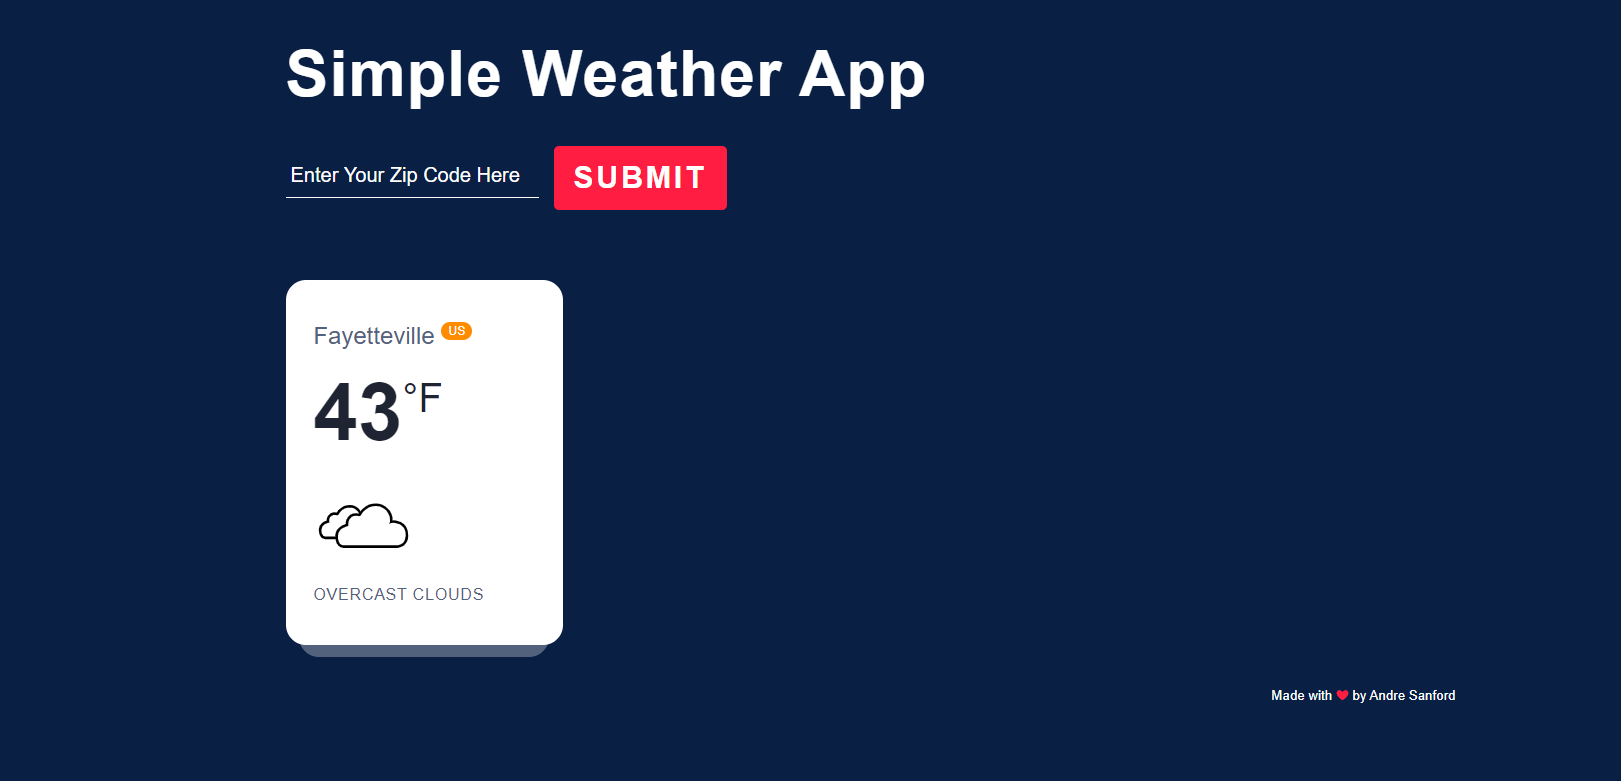 Simple Weather App
Enter Your Zip Code Here
SUBMIT
Fayetteville US
43°F
OVERCAST CLOUDS
Made with ❤ by Andre Sanford